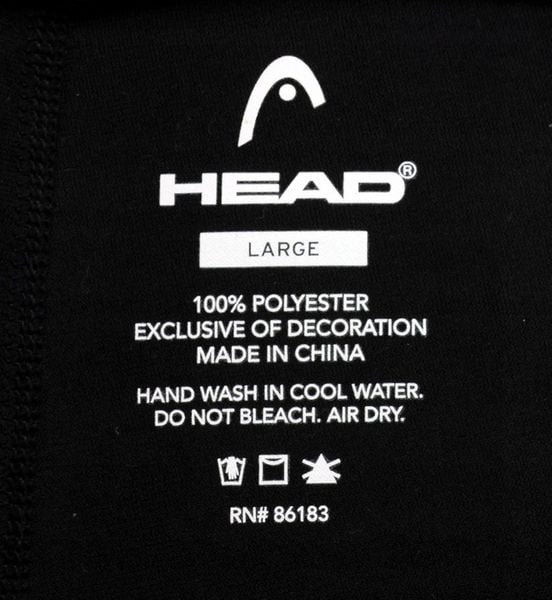 HEAD®
LARGE
100% POLYESTER
EXCLUSIVE OF DECORATION
MADE IN CHINA
HAND WASH IN COOL WATER.
DO NOT BLEACH. AIR DRY.
RN# 86183